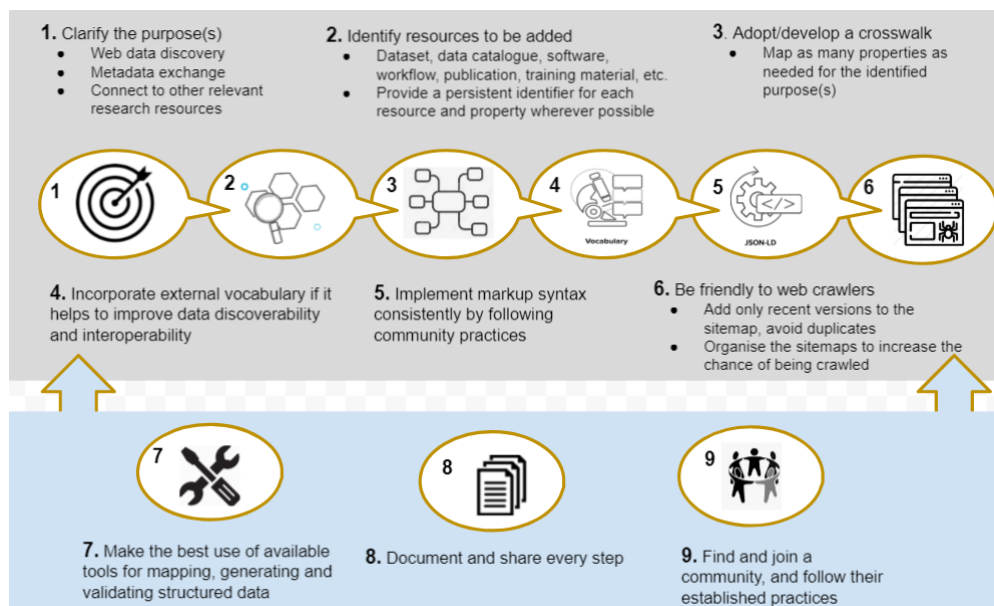 1. Clarify the purpose(s)
● Web data discovery
● Metadata exchange
● Connect to other relevant
research resources
2. Identify resources to be added
● Dataset, data catalogue, software,
workflow, publication, training material, etc.
● Provide a persistent identifier for each
resource and property wherever possible
3. Adopt/develop a crosswalk
● Map as many properties as
needed for the identified
purpose(s)
1
2
3
4
Vocabulary
5
</>
JSON-LD
6
4. Incorporate external vocabulary if it
helps to improve data discoverability
and interoperability
5. Implement markup syntax
consistently by following
community practices
6. Be friendly to web crawlers
● Add only recent versions to the
sitemap, avoid duplicates
● Organise the sitemaps to increase the
chance of being crawled
7
8
9
7. Make the best use of available
tools for mapping, generating and
validating structured data
8. Document and share every step
9. Find and join a
community, and follow their
established practices